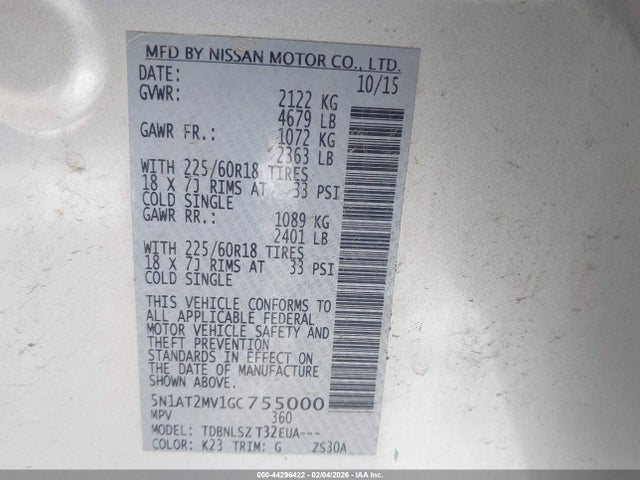 MFD BY NISSAN MOTOR CO., LTD.
DATE: 10/15
GVWR: 2122 KG
4679 LB
GAWR FR.: 1072 KG
2363 LB
WITH 225/60R18 TIRES
18 X 7J RIMS AT 33 PSI
COLD SINGLE
GAWR RR.: 1089 KG
2401 LB
WITH 225/60R18 TIRES
18 X 7J RIMS AT 33 PSI
COLD SINGLE
THIS VEHICLE CONFORMS TO
ALL APPLICABLE FEDERAL
MOTOR VEHICLE SAFETY AND
THEFT PREVENTION
STANDARDS IN EFFECT ON
THE DATE OF MANUFACTURE
SHOWN ABOVE.
5N1AT2MV1GC755000
MPV 360
MODEL: TDBNLSZ T32EUA---
COLOR: K23 TRIM: G ZS30A
000-44296422 - 02/04/2026 - IAA Inc.